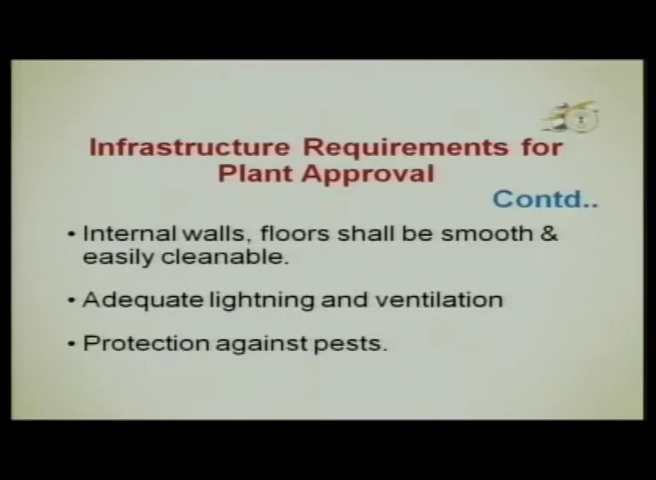 Infrastructure Requirements for
Plant Approval
Contd..
• Internal walls, floors shall be smooth &
easily cleanable.
• Adequate lightning and ventilation
• Protection against pests.